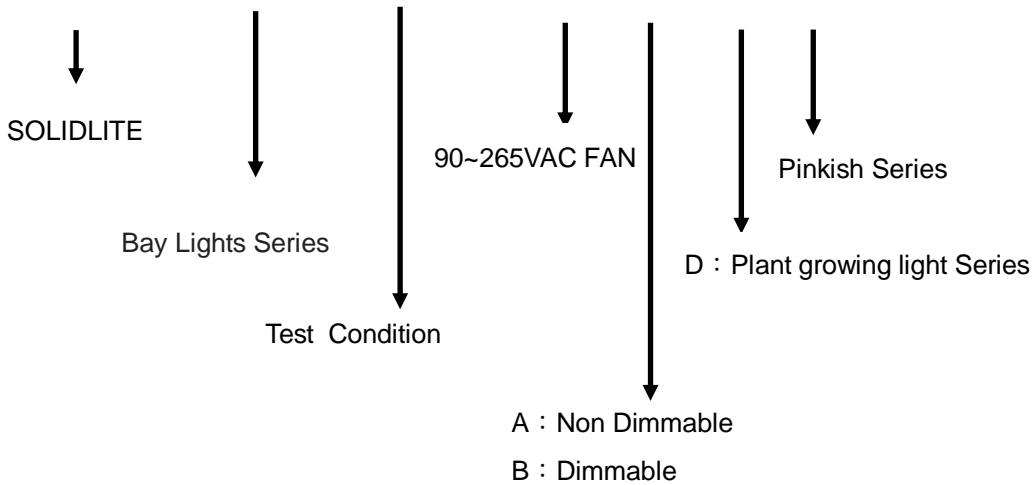 SOLIDLITE
90~265VAC FAN
Pinkish Series
Bay Lights Series
D：Plant growing light Series
Test Condition
A：Non Dimmable
B：Dimmable